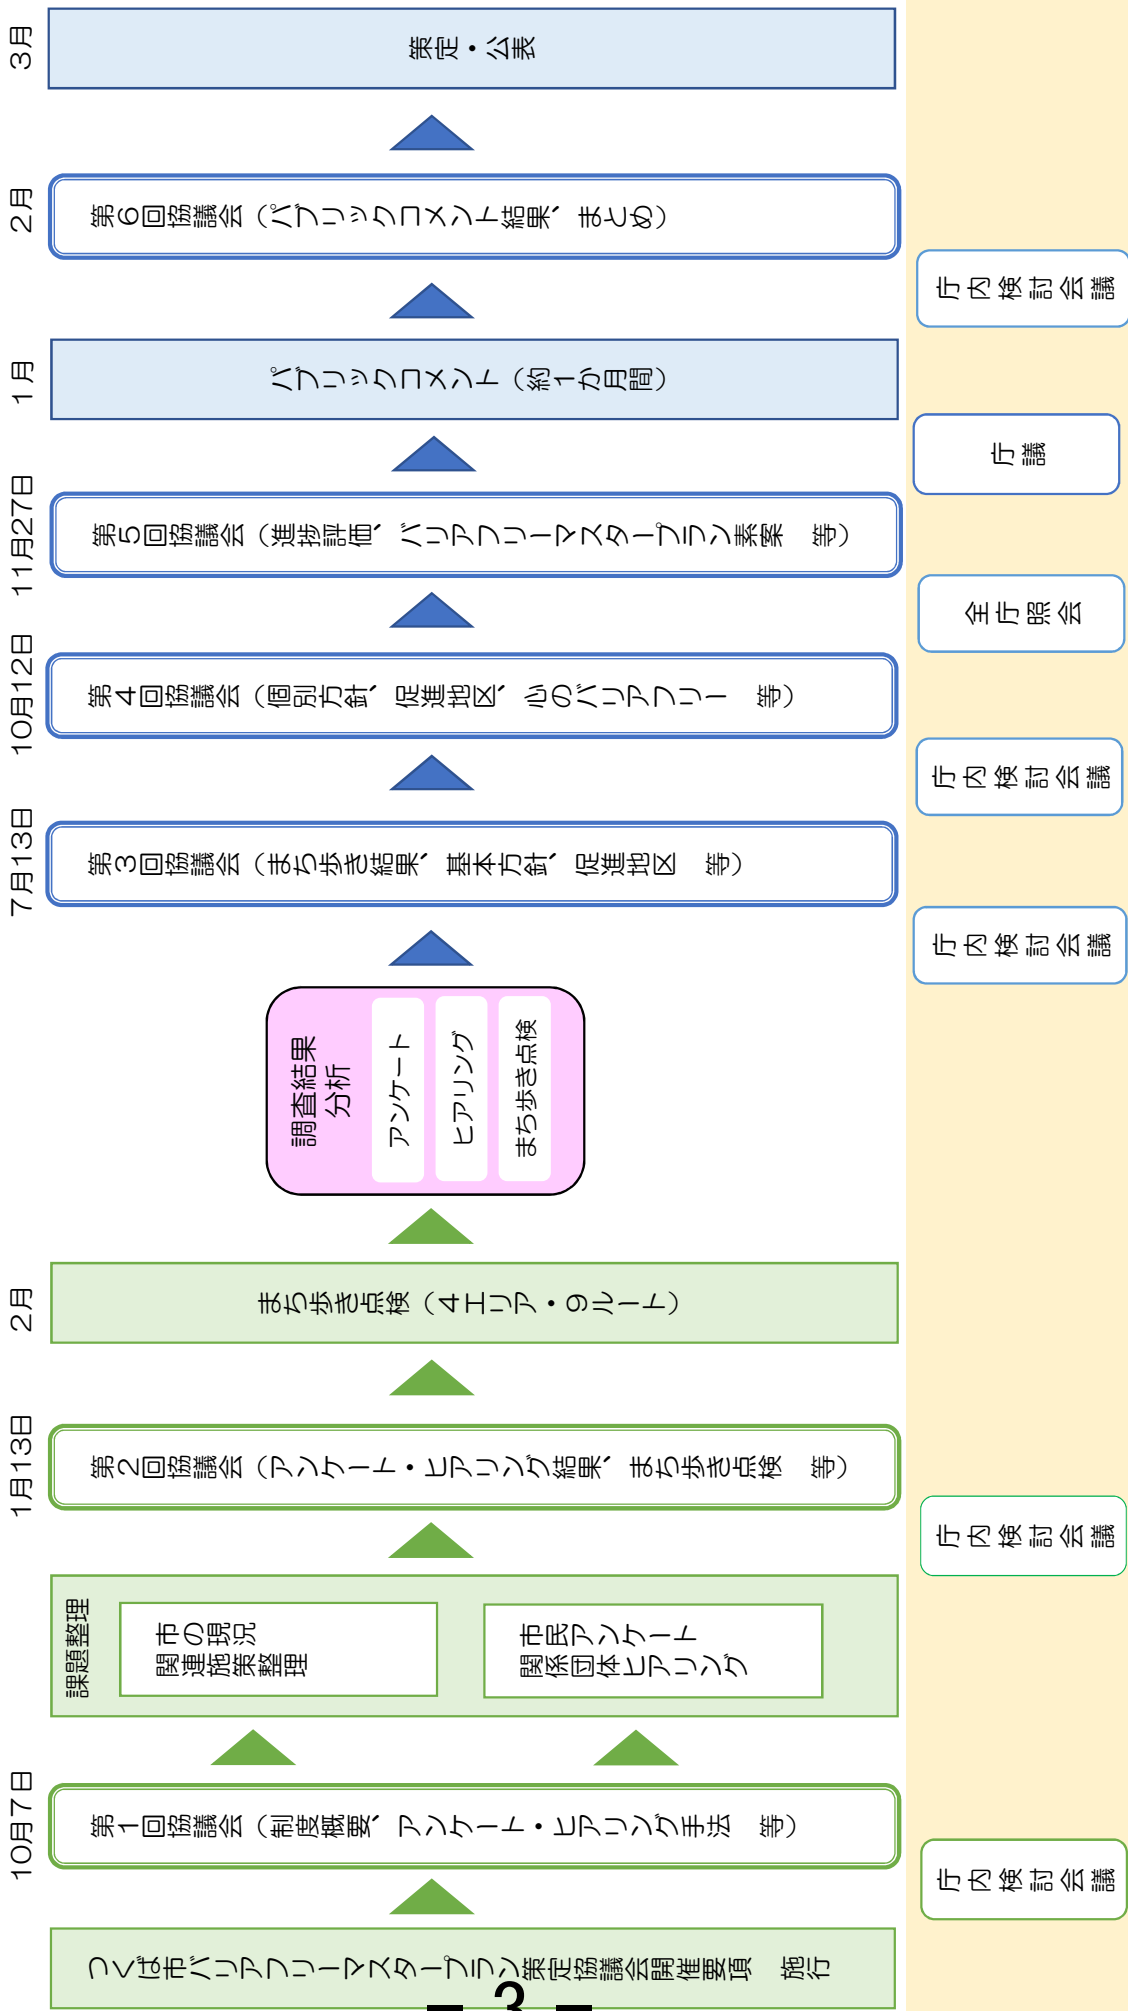 つくば市バリアフリーマスタープラン策定協議会開催要項　施行
10月7日
第1回協議会（制度概要、アンケート・ヒアリング手法　等）
庁内検討会議
課題整理
市の現況
関連施策整理
市民アンケート
関係団体ヒアリング
1月13日
第2回協議会（アンケート・ヒアリング結果、まち歩き点検　等）
庁内検討会議
2月
まち歩き点検（4エリア・9ルート）
調査結果
分析
アンケート
ヒアリング
まち歩き点検
7月13日
第3回協議会（まち歩き結果、基本方針、促進地区　等）
庁内検討会議
10月12日
第4回協議会（個別方針、促進地区、心のバリアフリー　等）
庁内検討会議
11月27日
第5回協議会（進捗評価、バリアフリーマスタープラン素案　等）
全庁照会
1月
パブリックコメント（約1か月間）
庁議
2月
第6回協議会（パブリックコメント結果、まとめ）
庁内検討会議
3月
策定・公表
- 3 -